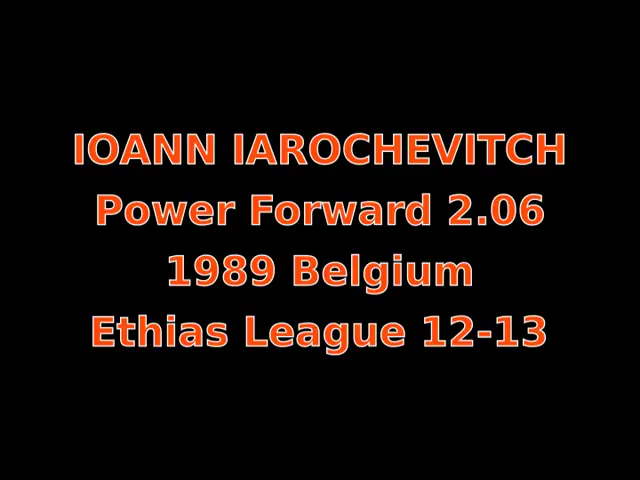 IOANN IAROCHEVITCH
Power Forward 2.06
1989 Belgium
Ethias League 12-13